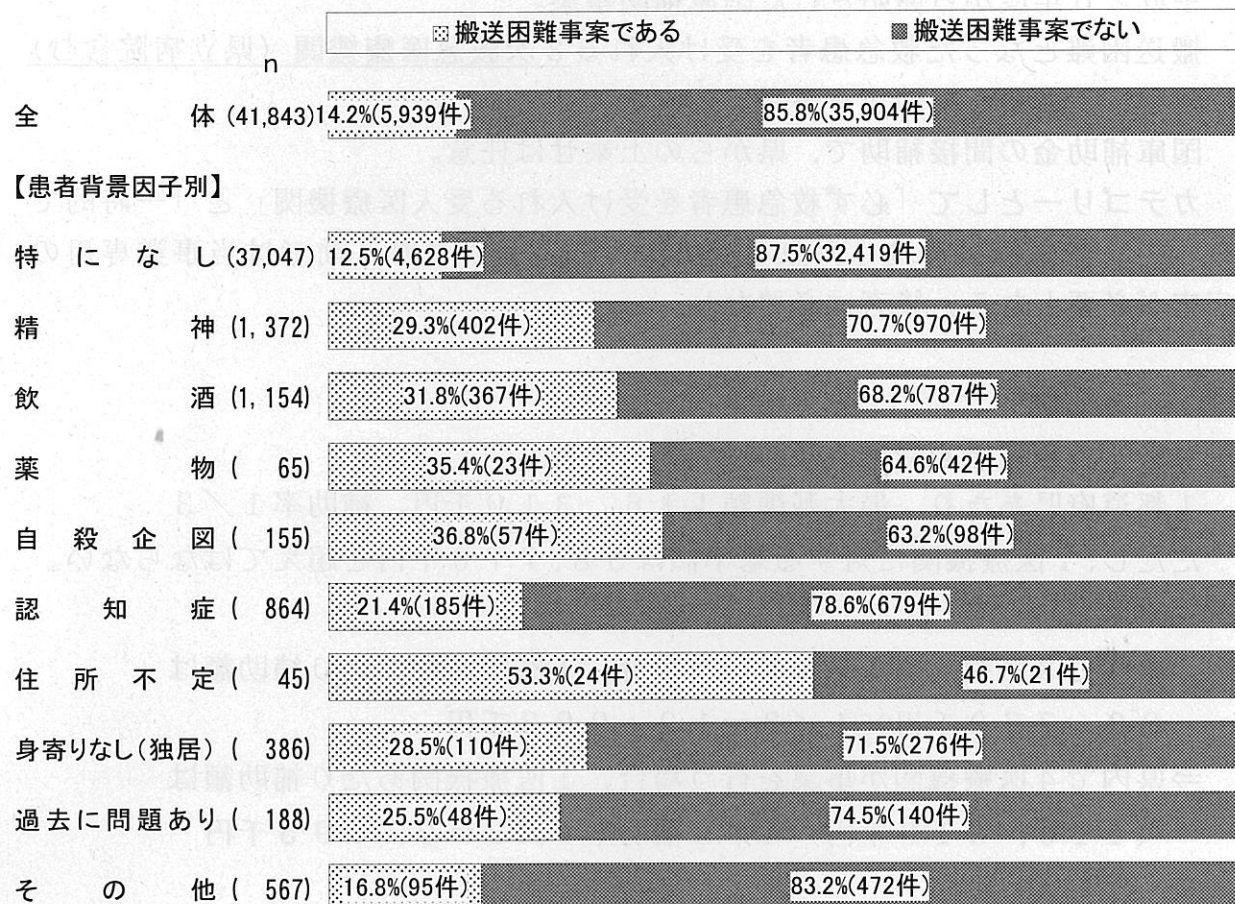 搬送困難事案である 搬送困難事案でない
n
全体 (41,843) 14.2%(5,939件) 85.8%(35,904件)
【患者背景因子別】
特になし (37,047) 12.5%(4,628件) 87.5%(32,419件)
精神 (1,372) 29.3%(402件) 70.7%(970件)
飲酒 (1,154) 31.8%(367件) 68.2%(787件)
薬物 ( 65) 35.4%(23件) 64.6%(42件)
自殺企図 ( 155) 36.8%(57件) 63.2%(98件)
認知症 ( 864) 21.4%(185件) 78.6%(679件)
住所不定 ( 45) 53.3%(24件) 46.7%(21件)
身寄りなし(独居) ( 386) 28.5%(110件) 71.5%(276件)
過去に問題あり ( 188) 25.5%(48件) 74.5%(140件)
その他 ( 567) 16.8%(95件) 83.2%(472件)